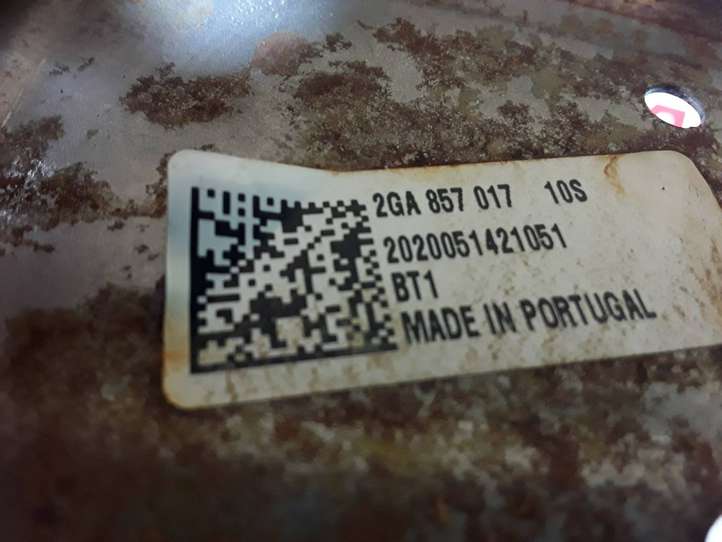 2GA 857 017 10S
2020051421051
BT1
MADE IN PORTUGAL